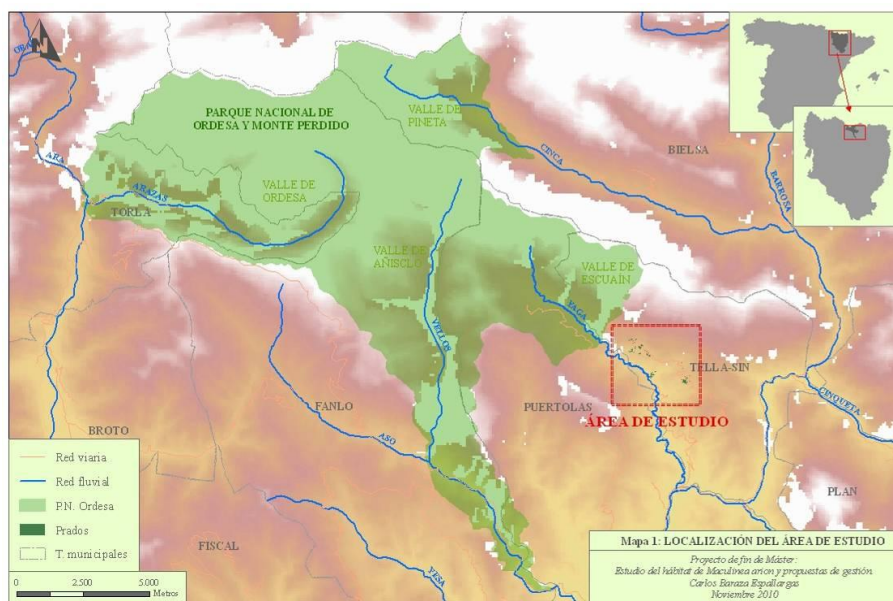 N
ARA
PARQUE NACIONAL DE
ORDESA Y MONTE PERDIDO
VALLE DE
PINETA
CINCA
BIELSA
BARROSA
ARA
ARAZAS
TORLA
VALLE DE
ORDESA
VALLE DE
AÑISCLO
VELLOS
VALLE DE
ESCUAÍN
YAGA
TELLA-SIN
CINQUETA
FANLO
PUERTOLAS
ÁREA DE ESTUDIO
BROTO
ASO
PLAN
FISCAL
YESA
Red viaria
Red fluvial
P.N. Ordesa
Prados
T. municipales
0 2.500 5.000
Metros
Mapa 1: LOCALIZACIÓN DEL ÁREA DE ESTUDIO
Proyecto de fin de Máster:
Estudio del hábitat de Maculinea arion y propuestas de gestión.
Carlos Baraza Espallargas
Noviembre 2010